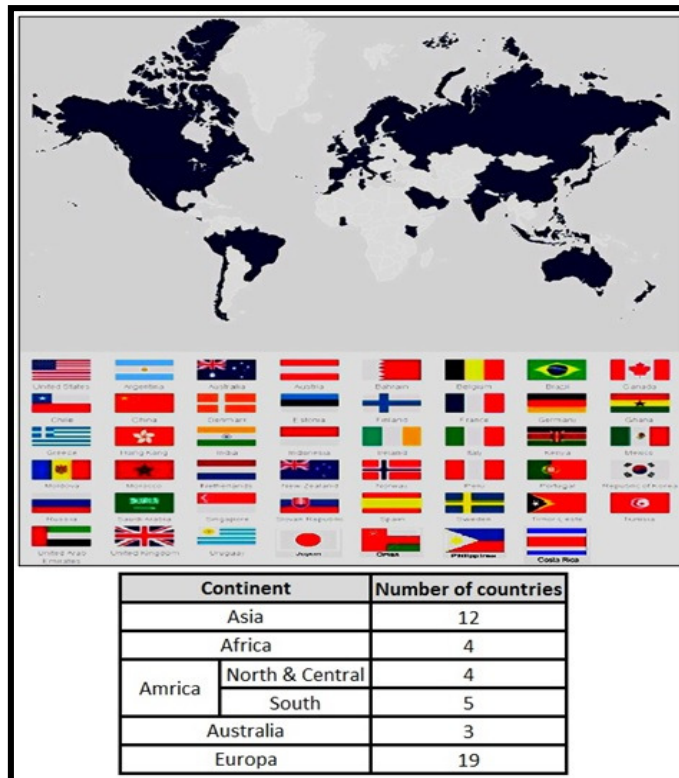 United States Argentina Australia Austria Bahrain Belgium Brazil Canada
Chile China Denmark Estonia Finland France Germany Ghana
Greece Hong Kong India Indonesia Ireland Italy Kenya Mexico
Moldova Morocco Netherlands New Zealand Norway Peru Portugal Republic of Korea
Russia Saudi Arabia Singapore Slovak Republic Spain Sweden Timor-Leste Tunisia
United Arab Emirates United Kingdom Uruguay Japan Oman Philippines Costa Rica
Continent Number of countries
Asia 12
Africa 4
Amrica North & Central 4
South 5
Australia 3
Europa 19